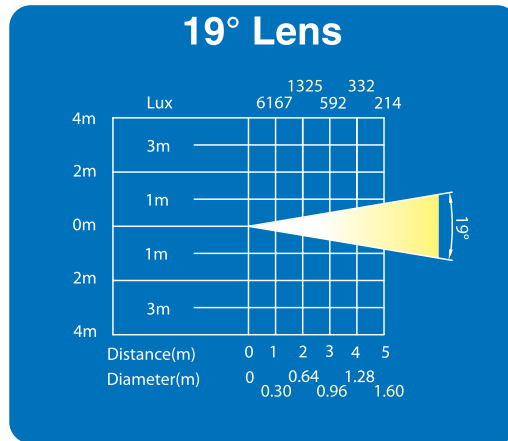 19° Lens
1325 332
Lux 6167 592 214
4m
3m
2m
1m
0m
1m
2m
3m
4m
19°
Distance(m) 0 1 2 3 4 5
Diameter(m) 0 0.64 1.28
0.30 0.96 1.60